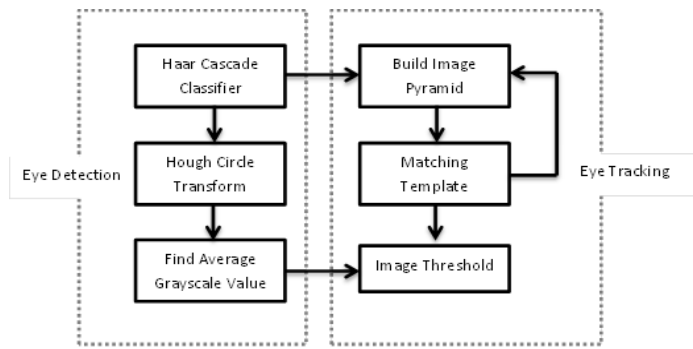 Haar Cascade
Classifier
Build Image
Pyramid
Eye Detection
Hough Circle
Transform
Matching
Template
Eye Tracking
Find Average
Grayscale Value
Image Threshold